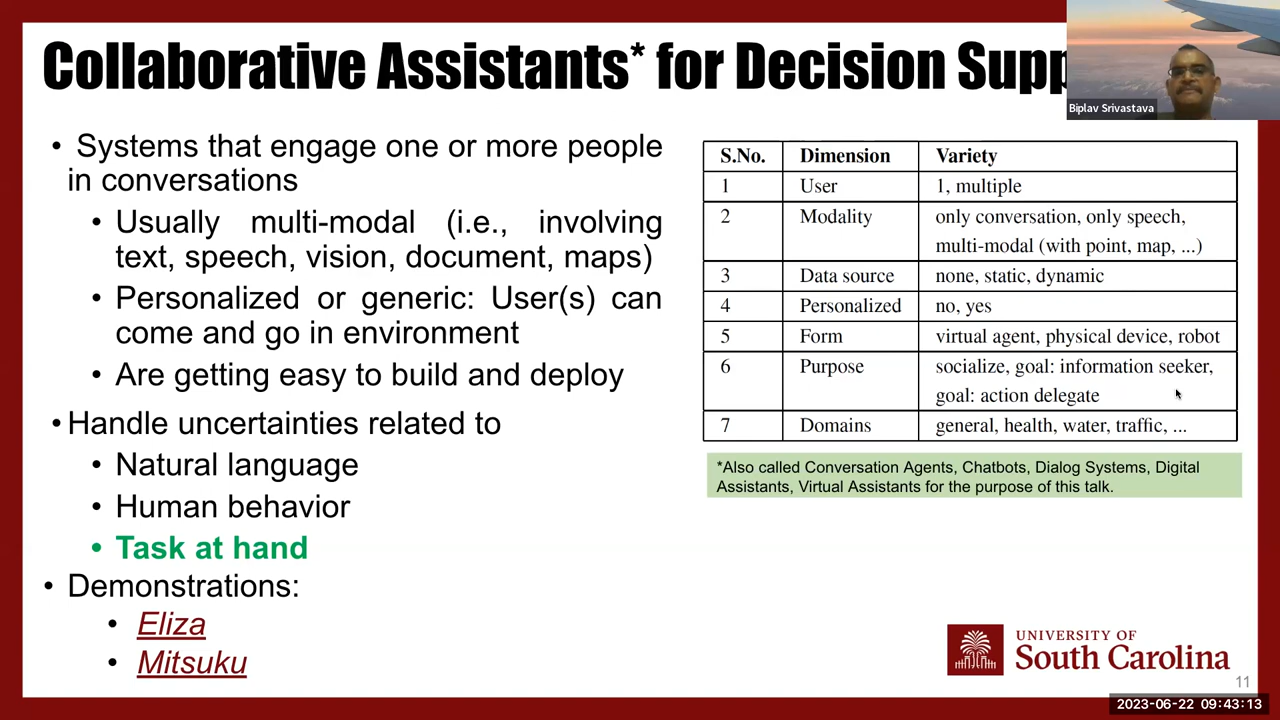 Collaborative Assistants* for Decision Supp
Biplav Srivastava
• Systems that engage one or more people
in conversations
• Usually multi-modal (i.e., involving
text, speech, vision, document, maps)
• Personalized or generic: User(s) can
come and go in environment
• Are getting easy to build and deploy
• Handle uncertainties related to
• Natural language
• Human behavior
• Task at hand
• Demonstrations:
• Eliza
• Mitsuku
S.No. Dimension Variety
1 User 1, multiple
2 Modality only conversation, only speech,
multi-modal (with point, map, ...)
3 Data source none, static, dynamic
4 Personalized no, yes
5 Form virtual agent, physical device, robot
6 Purpose socialize, goal: information seeker,
goal: action delegate
7 Domains general, health, water, traffic, ...
*Also called Conversation Agents, Chatbots, Dialog Systems, Digital
Assistants, Virtual Assistants for the purpose of this talk.
UNIVERSITY OF
South Carolina
11
2023-06-22 09:43:13